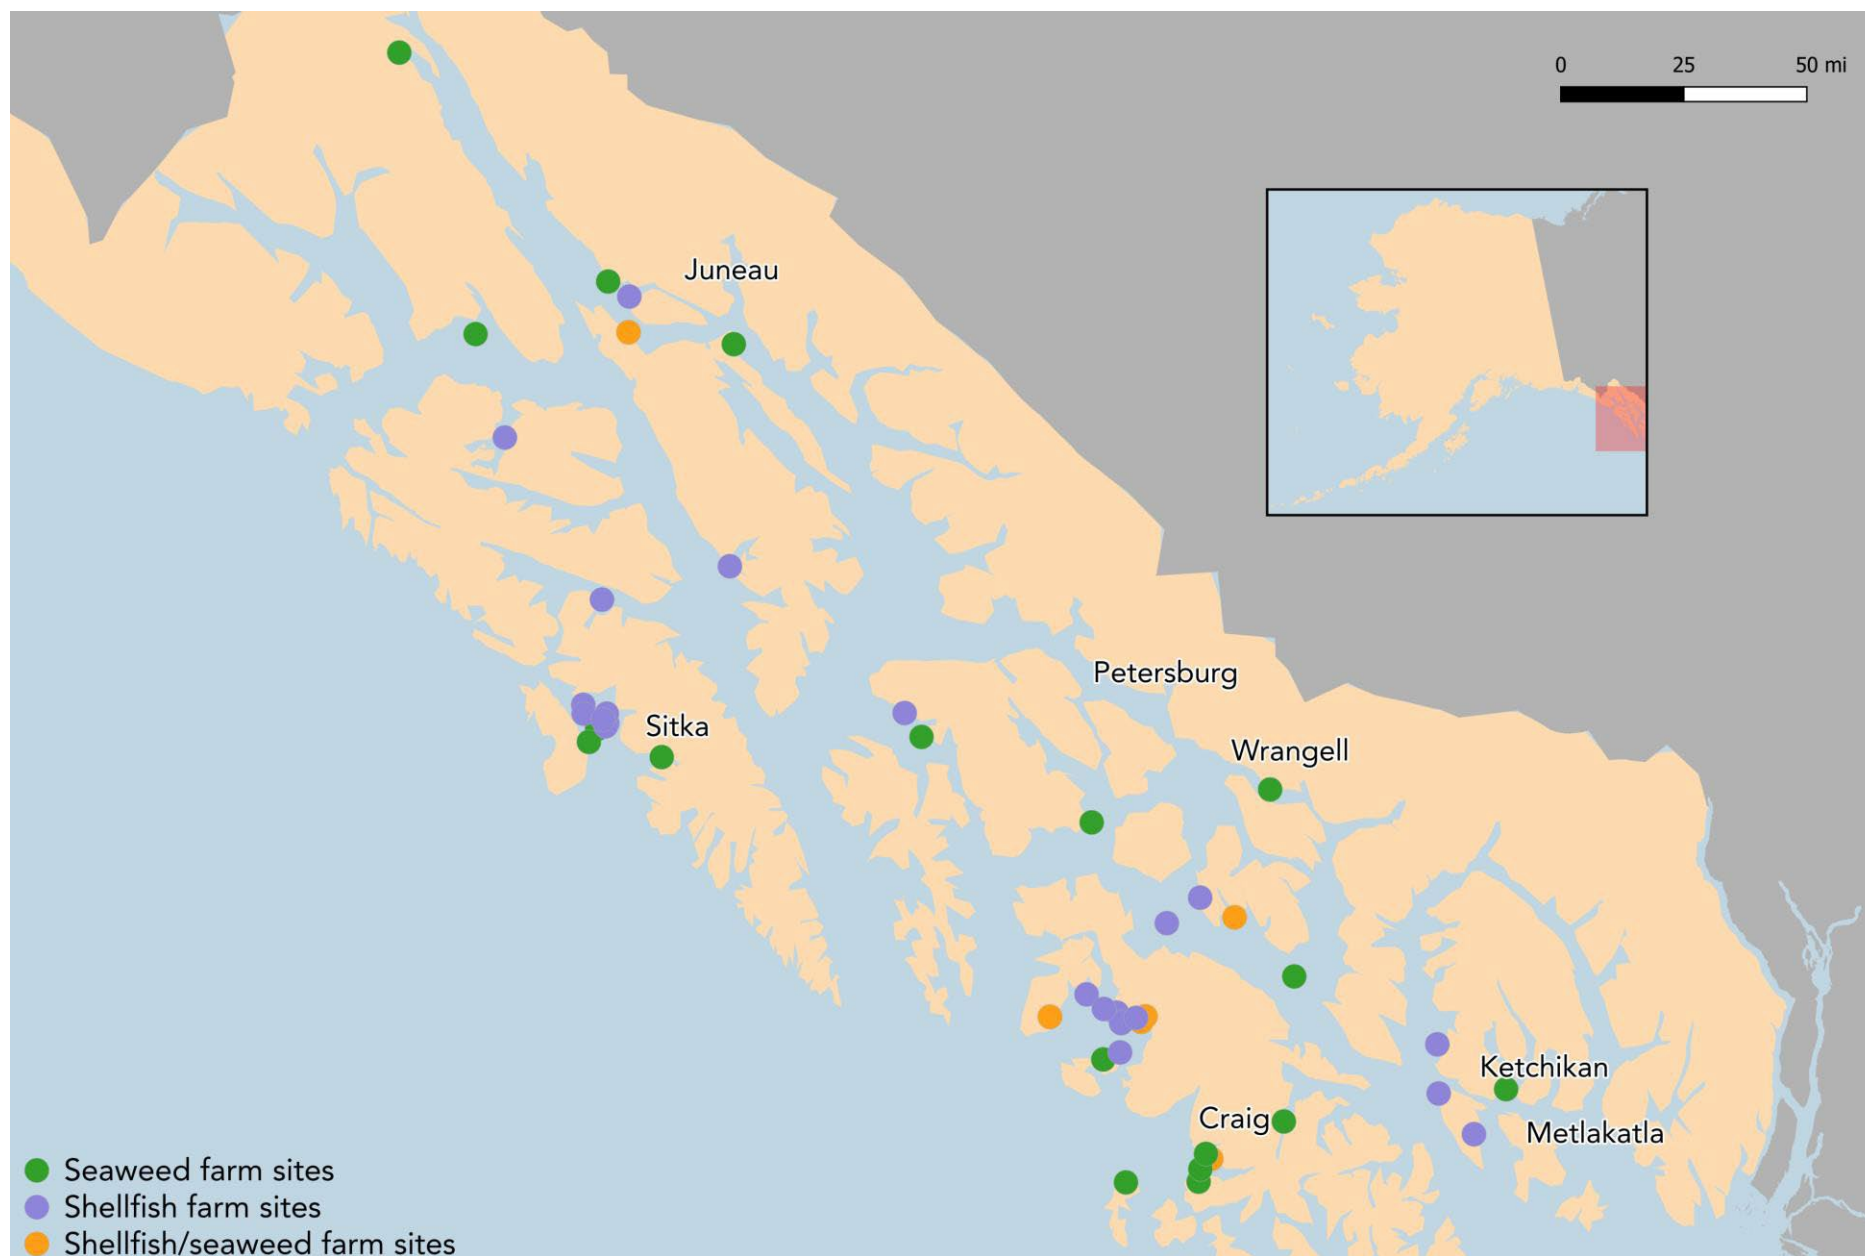 0 25 50 mi
Juneau
Petersburg
Sitka
Wrangell
Ketchikan
Craig
Metlakatla
Seaweed farm sites
Shellfish farm sites
Shellfish/seaweed farm sites